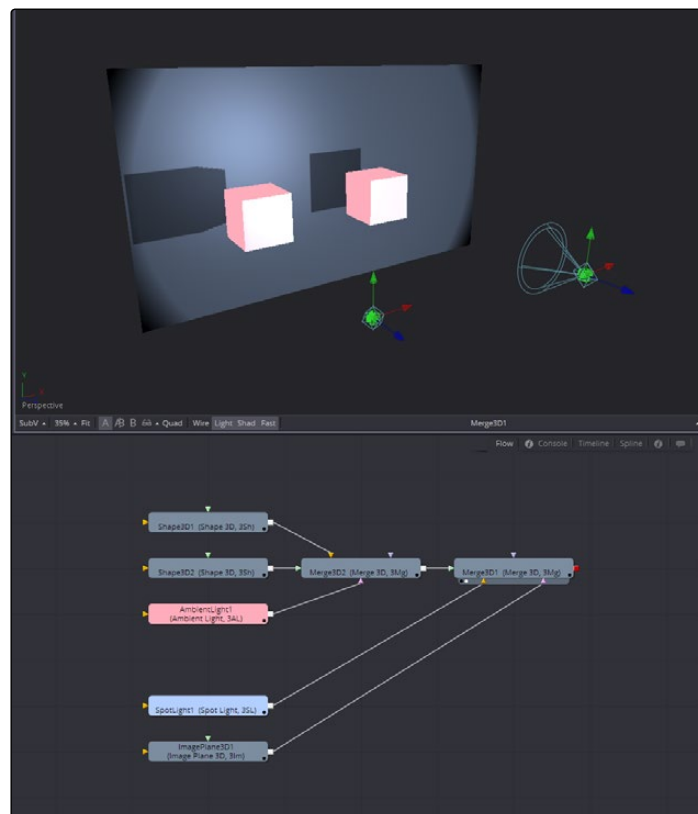 Y
X
Perspective
SubV 35% Fit A A/B B Quad Wire Light Shad Fast Merge3D1
Flow Console Timeline Spline
Shape3D1 (Shape 3D, 3Sh)
Shape3D2 (Shape 3D, 3Sh)
Merge3D2 (Merge 3D, 3Mg)
Merge3D1 (Merge 3D, 3Mg)
AmbientLight1
(Ambient Light, 3AL)
SpotLight1 (Spot Light, 3SL)
ImagePlane3D1
(Image Plane 3D, 3Im)